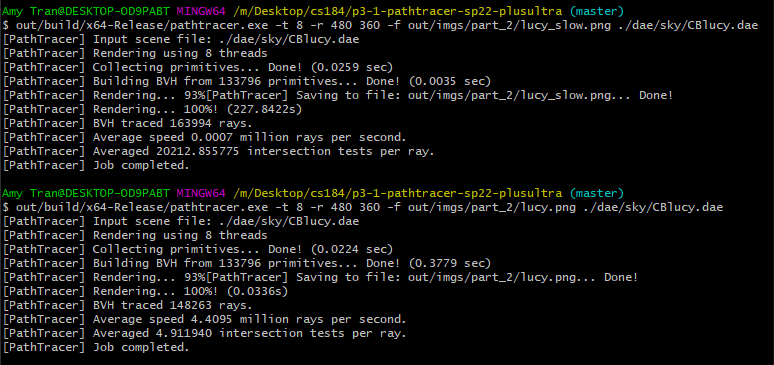 Amy Tran@DESKTOP-OD9PABT MINGW64 /m/Desktop/cs184/p3-1-pathtracer-sp22-plusultra (master)
$ out/build/x64-Release/pathtracer.exe -t 8 -r 480 360 -f out/imgs/part_2/lucy_slow.png ./dae/sky/CBlucy.dae
[PathTracer] Input scene file: ./dae/sky/CBlucy.dae
[PathTracer] Rendering using 8 threads
[PathTracer] Collecting primitives... Done! (0.0259 sec)
[PathTracer] Building BVH from 133796 primitives... Done! (0.0035 sec)
[PathTracer] Rendering... 93%[PathTracer] Saving to file: out/imgs/part_2/lucy_slow.png... Done!
[PathTracer] Rendering... 100%! (227.8422s)
[PathTracer] BVH traced 163994 rays.
[PathTracer] Average speed 0.0007 million rays per second.
[PathTracer] Averaged 20212.855775 intersection tests per ray.
[PathTracer] Job completed.
Amy Tran@DESKTOP-OD9PABT MINGW64 /m/Desktop/cs184/p3-1-pathtracer-sp22-plusultra (master)
$ out/build/x64-Release/pathtracer.exe -t 8 -r 480 360 -f out/imgs/part_2/lucy.png ./dae/sky/CBlucy.dae
[PathTracer] Input scene file: ./dae/sky/CBlucy.dae
[PathTracer] Rendering using 8 threads
[PathTracer] Collecting primitives... Done! (0.0224 sec)
[PathTracer] Building BVH from 133796 primitives... Done! (0.3779 sec)
[PathTracer] Rendering... 93%[PathTracer] Saving to file: out/imgs/part_2/lucy.png... Done!
[PathTracer] Rendering... 100%! (0.0336s)
[PathTracer] BVH traced 148263 rays.
[PathTracer] Average speed 4.4095 million rays per second.
[PathTracer] Averaged 4.911940 intersection tests per ray.
[PathTracer] Job completed.